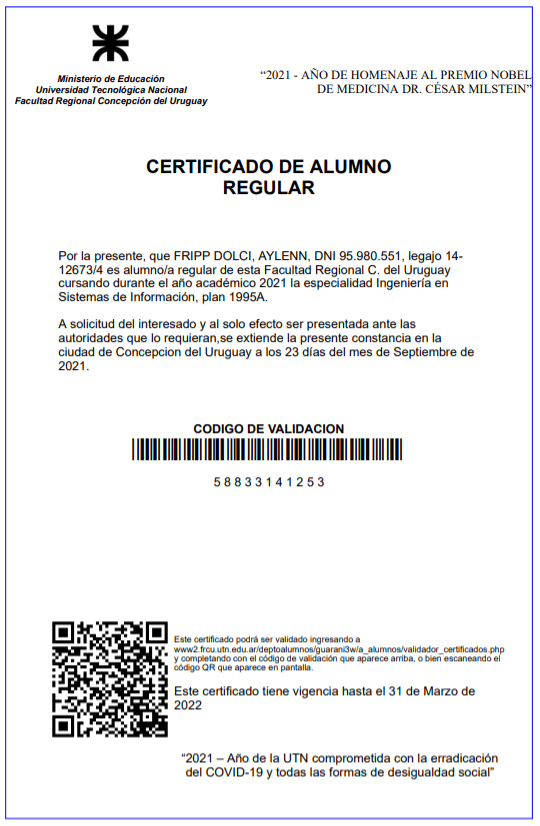 Ministerio de Educación
Universidad Tecnológica Nacional
Facultad Regional Concepción del Uruguay
“2021 - AÑO DE HOMENAJE AL PREMIO NOBEL
DE MEDICINA DR. CÉSAR MILSTEIN”
CERTIFICADO DE ALUMNO
REGULAR
Por la presente, que FRIPP DOLCI, AYLENN, DNI 95.980.551, legajo 14-
12673/4 es alumno/a regular de esta Facultad Regional C. del Uruguay
cursando durante el año académico 2021 la especialidad Ingeniería en
Sistemas de Información, plan 1995A.
A solicitud del interesado y al solo efecto ser presentada ante las
autoridades que lo requieran,se extiende la presente constancia en la
ciudad de Concepcion del Uruguay a los 23 días del mes de Septiembre de
2021.
CODIGO DE VALIDACION
58833141253
Este certificado podrá ser validado ingresando a
www2.frcu.utn.edu.ar/deptoalumnos/guarani3w/a_alumnos/validador_certificados.php
y completando con el código de validación que aparece arriba, o bien escaneando el
código QR que aparece en pantalla.
Este certificado tiene vigencia hasta el 31 de Marzo de
2022
“2021 – Año de la UTN comprometida con la erradicación
del COVID-19 y todas las formas de desigualdad social”